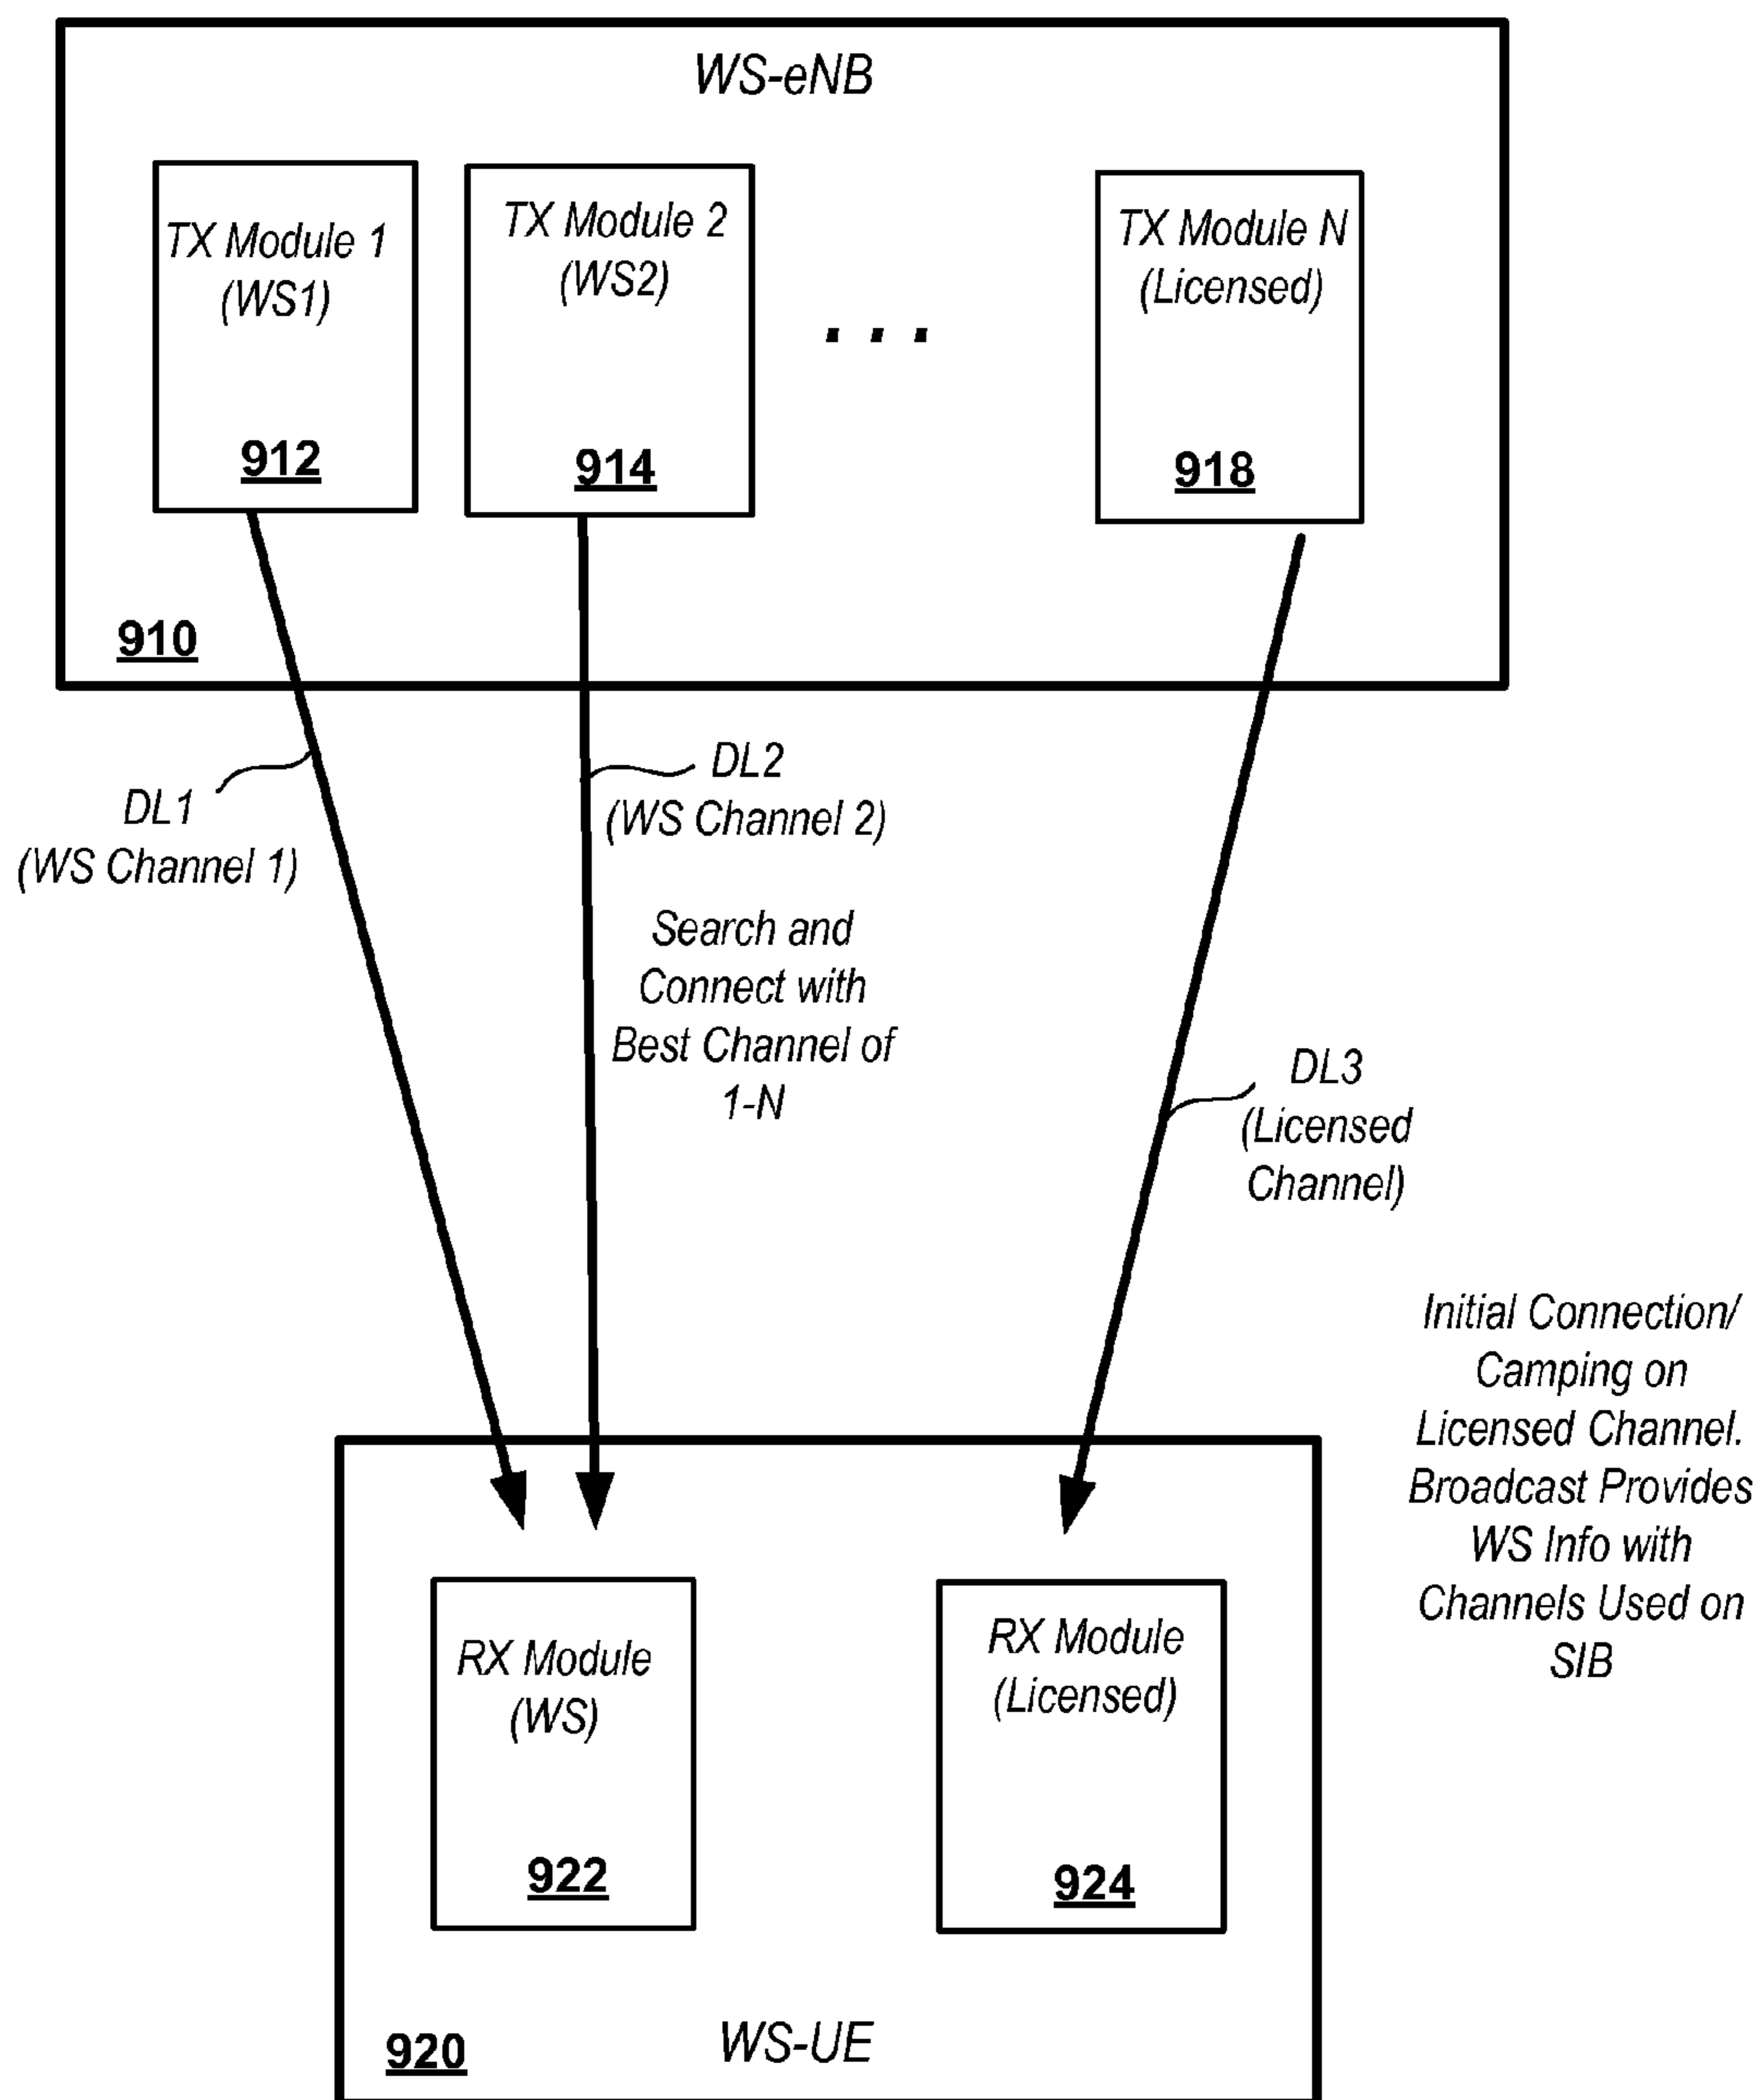 WS-eNB
TX Module 1
(WS1)
912
TX Module 2
(WS2)
914
. . .
TX Module N
(Licensed)
918
910
DL1
(WS Channel 1)
DL2
(WS Channel 2)
Search and
Connect with
Best Channel of
1-N
DL3
(Licensed
Channel)
Initial Connection/
Camping on
Licensed Channel.
Broadcast Provides
WS Info with
Channels Used on
SIB
RX Module
(WS)
922
RX Module
(Licensed)
924
920
WS-UE